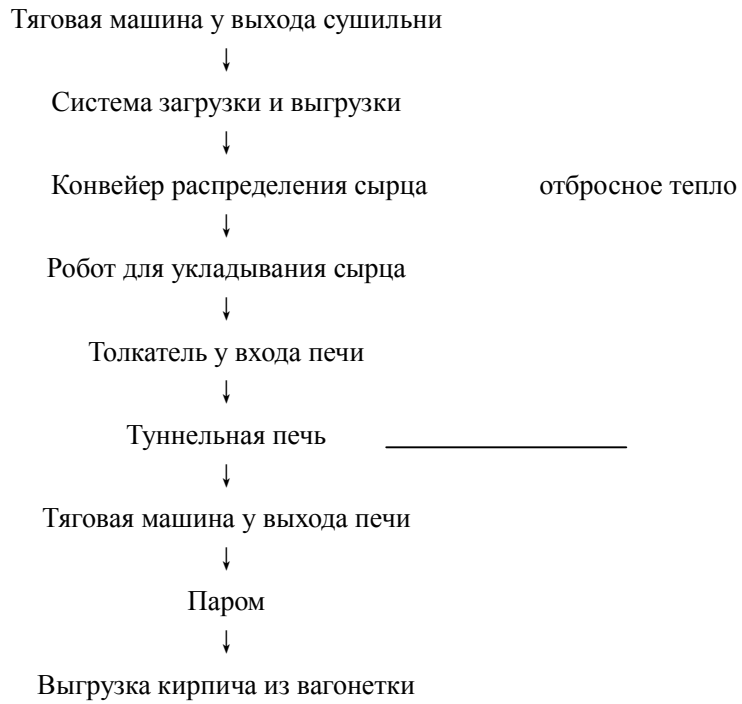 Тяговая машина у выхода сушильни
↓
Система загрузки и выгрузки
↓
Конвейер распределения сырца отбросное тепло
↓
Робот для укладывания сырца
↓
Толкатель у входа печи
↓
Туннельная печь
↓
Тяговая машина у выхода печи
↓
Паром
↓
Выгрузка кирпича из вагонетки